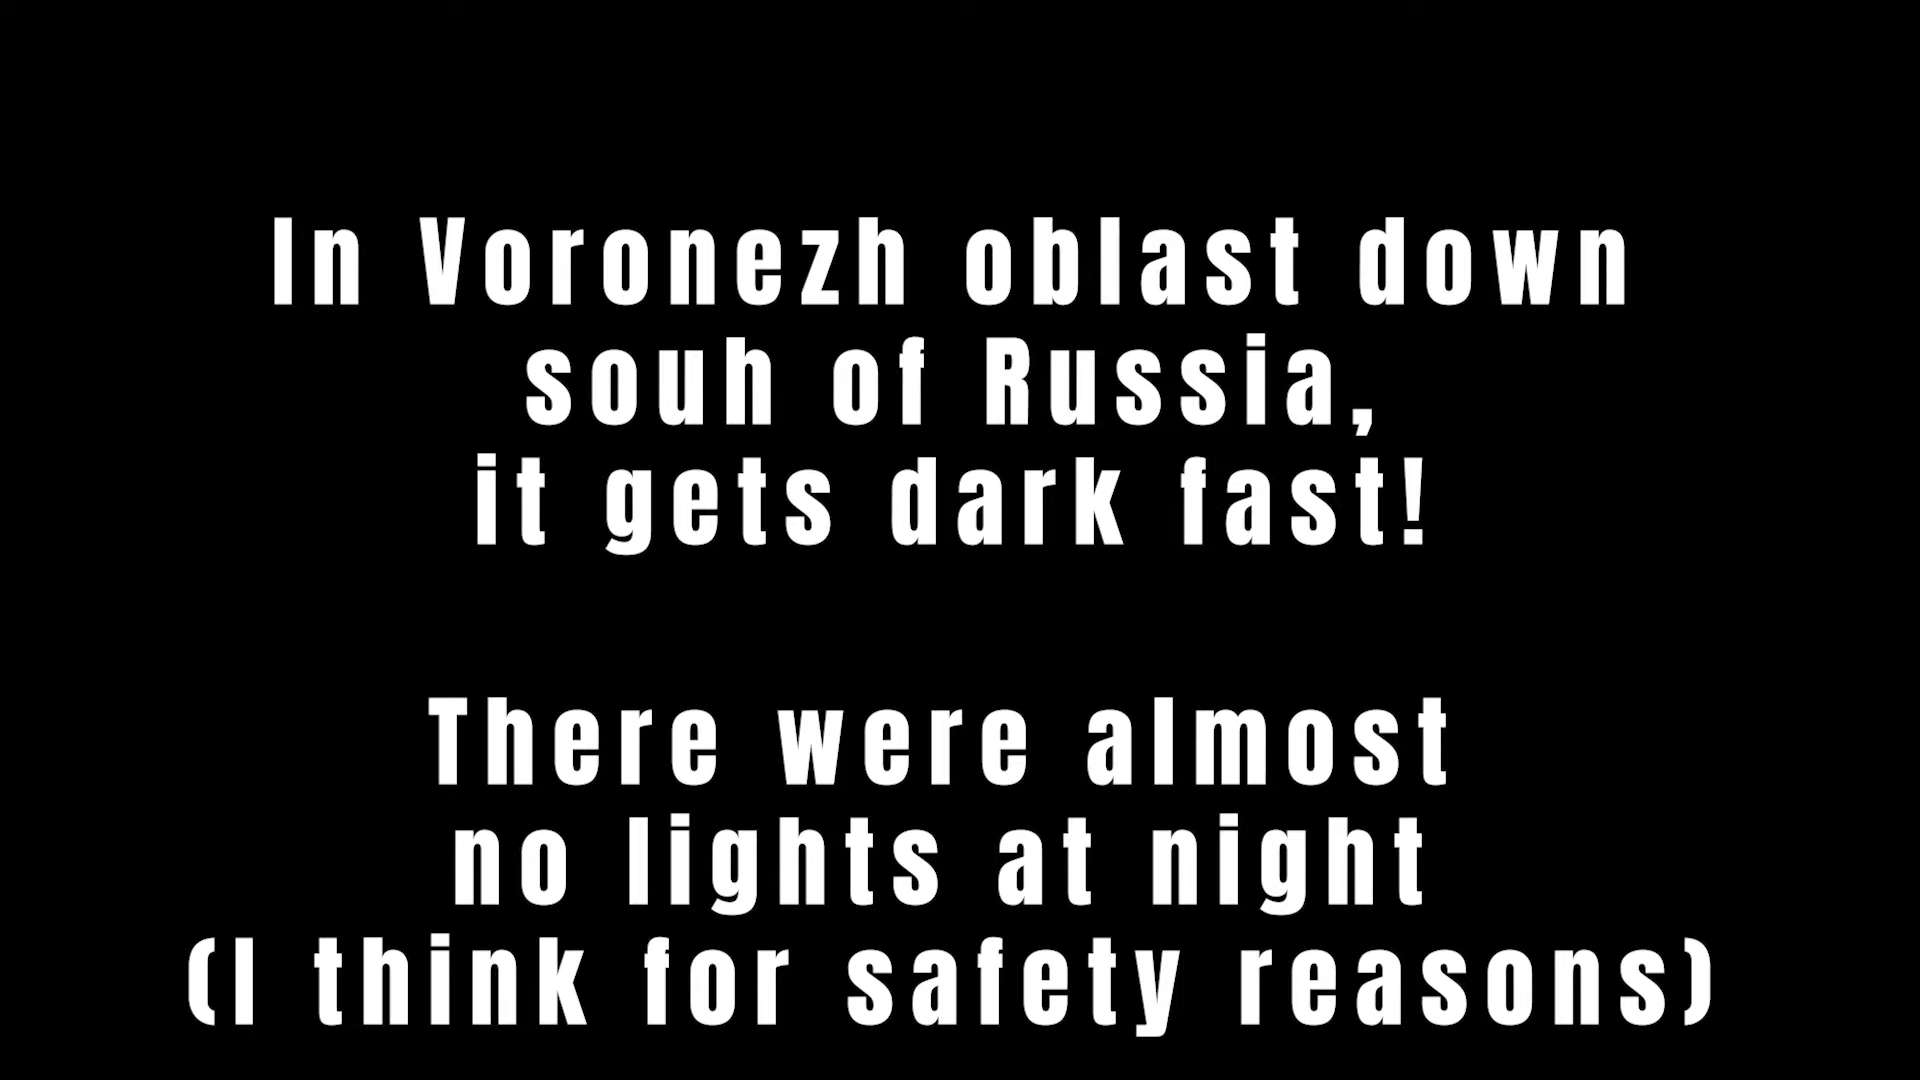 In Voronezh oblast down
souh of Russia,
it gets dark fast!
There were almost
no lights at night
(I think for safety reasons)